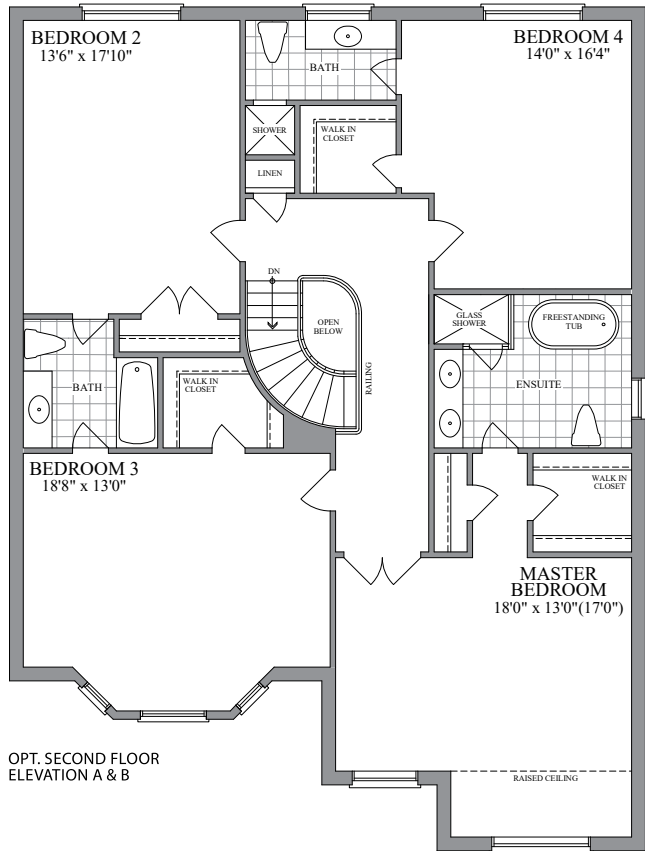 BEDROOM 2
13'6" x 17'10"
BATH
BEDROOM 4
14'0" x 16'4"
SHOWER
WALK IN
CLOSET
LINEN
DN
OPEN
BELOW
RAILING
GLASS
SHOWER
FREESTANDING
TUB
ENSUITE
BATH
WALK IN
CLOSET
BEDROOM 3
18'8" x 13'0"
WALK IN
CLOSET
MASTER
BEDROOM
18'0" x 13'0"(17'0")
RAISED CEILING
OPT. SECOND FLOOR
ELEVATION A & B